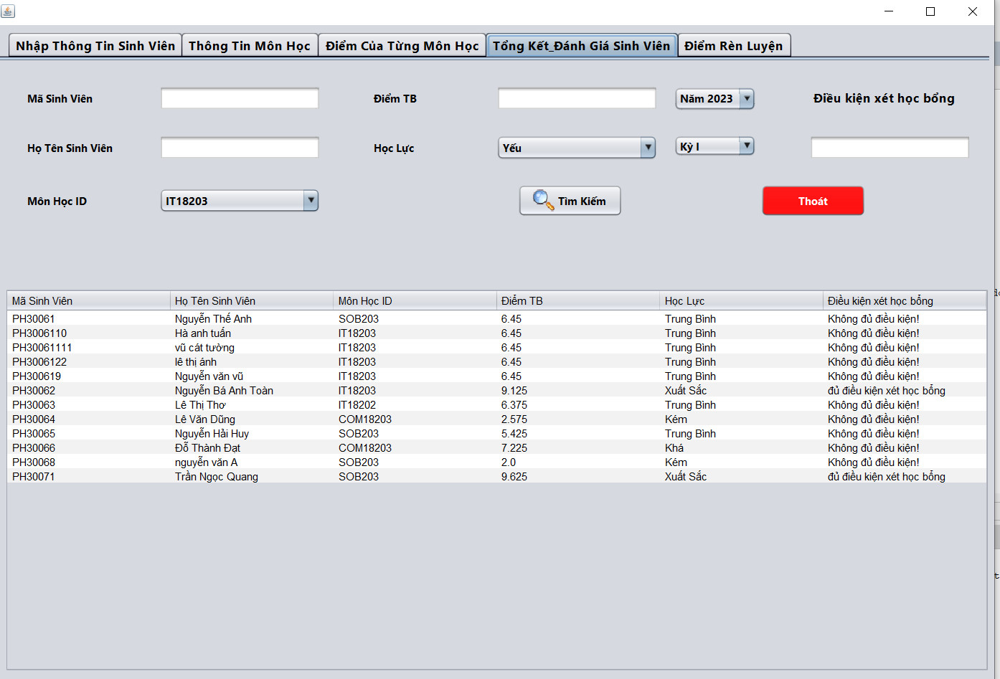 Nhập Thông Tin Sinh Viên Thông Tin Môn Học Điểm Của Từng Môn Học Tổng Kết_Đánh Giá Sinh Viên Điểm Rèn Luyện
Mã Sinh Viên Điểm TB Năm 2023 Điều kiện xét học bổng
Họ Tên Sinh Viên Học Lực Yếu Kỳ I
Môn Học ID IT18203 Tìm Kiếm Thoát
Mã Sinh Viên Họ Tên Sinh Viên Môn Học ID Điểm TB Học Lực Điều kiện xét học bổng
PH30061 Nguyễn Thế Anh SOB203 6.45 Trung Bình Không đủ điều kiện!
PH3006110 Hà anh tuấn IT18203 6.45 Trung Bình Không đủ điều kiện!
PH30061111 vũ cát tường IT18203 6.45 Trung Bình Không đủ điều kiện!
PH3006122 lê thị ánh IT18203 6.45 Trung Bình Không đủ điều kiện!
PH300619 Nguyễn văn vũ IT18203 6.45 Trung Bình Không đủ điều kiện!
PH30062 Nguyễn Bá Anh Toàn IT18203 9.125 Xuất Sắc đủ điều kiện xét học bổng
PH30063 Lê Thị Thơ IT18202 6.375 Trung Bình Không đủ điều kiện!
PH30064 Lê Văn Dũng COM18203 2.575 Kém Không đủ điều kiện!
PH30065 Nguyễn Hải Huy SOB203 5.425 Trung Bình Không đủ điều kiện!
PH30066 Đỗ Thành Đạt COM18203 7.225 Khá Không đủ điều kiện!
PH30068 nguyễn văn A SOB203 2.0 Kém Không đủ điều kiện!
PH30071 Trần Ngọc Quang SOB203 9.625 Xuất Sắc đủ điều kiện xét học bổng